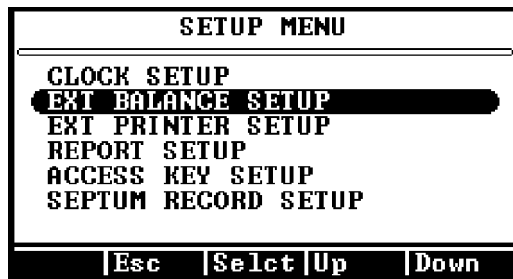 SETUP MENU
CLOCK SETUP
EXT BALANCE SETUP
EXT PRINTER SETUP
REPORT SETUP
ACCESS KEY SETUP
SEPTUM RECORD SETUP
|Esc |Selct|Up |Down